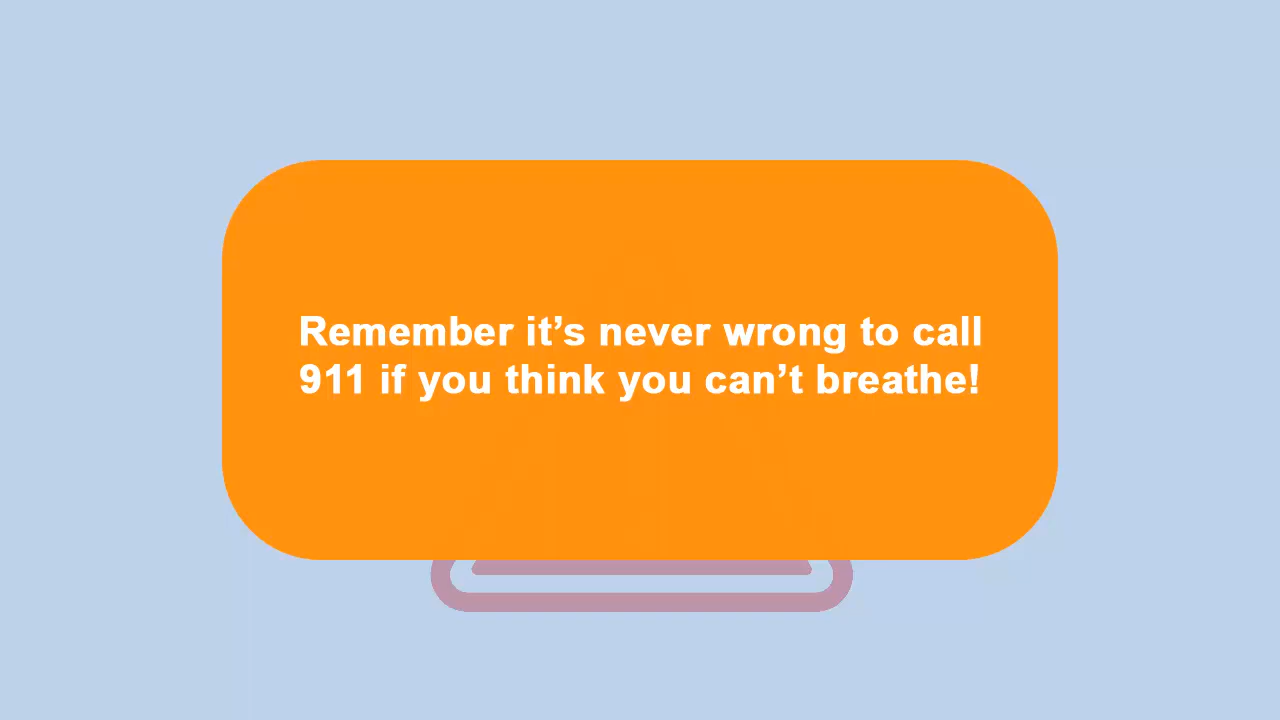 Remember it’s never wrong to call
911 if you think you can’t breathe!